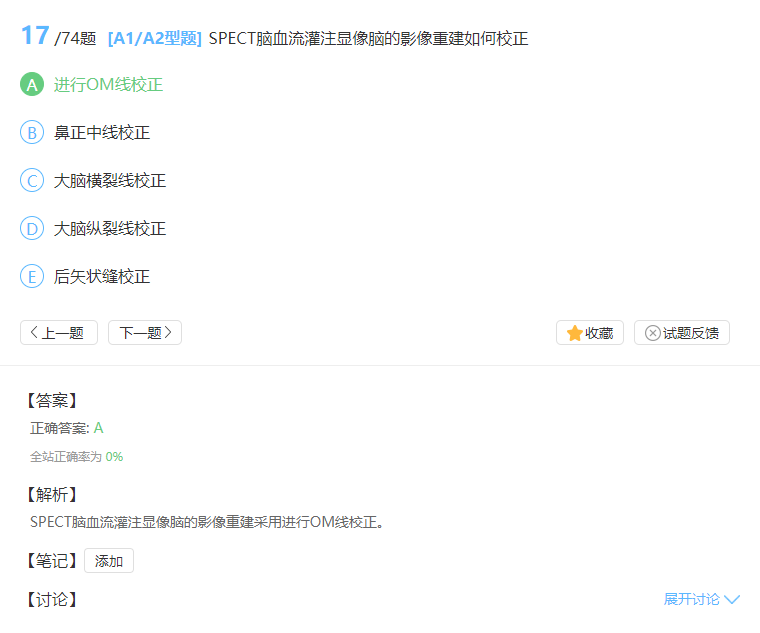 17 /74题 [A1/A2型题] SPECT脑血流灌注显像脑的影像重建如何校正
A 进行OM线校正
B 鼻正中线校正
C 大脑横裂线校正
D 大脑纵裂线校正
E 后矢状缝校正
上一题 下一题 收藏 试题反馈
【答案】
正确答案: A
全站正确率为 0%
【解析】
SPECT脑血流灌注显像脑的影像重建采用进行OM线校正。
【笔记】 添加
【讨论】 展开讨论